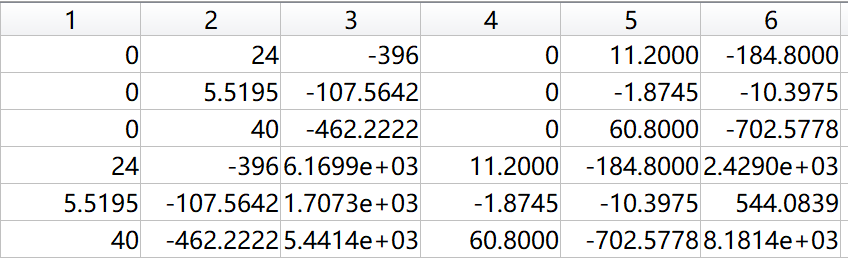 1 2 3 4 5 6
0 24 -396 0 11.2000 -184.8000
0 5.5195 -107.5642 0 -1.8745 -10.3975
0 40 -462.2222 0 60.8000 -702.5778
24 -396 6.1699e+03 11.2000 -184.8000 2.4290e+03
5.5195 -107.5642 1.7073e+03 -1.8745 -10.3975 544.0839
40 -462.2222 5.4414e+03 60.8000 -702.5778 8.1814e+03